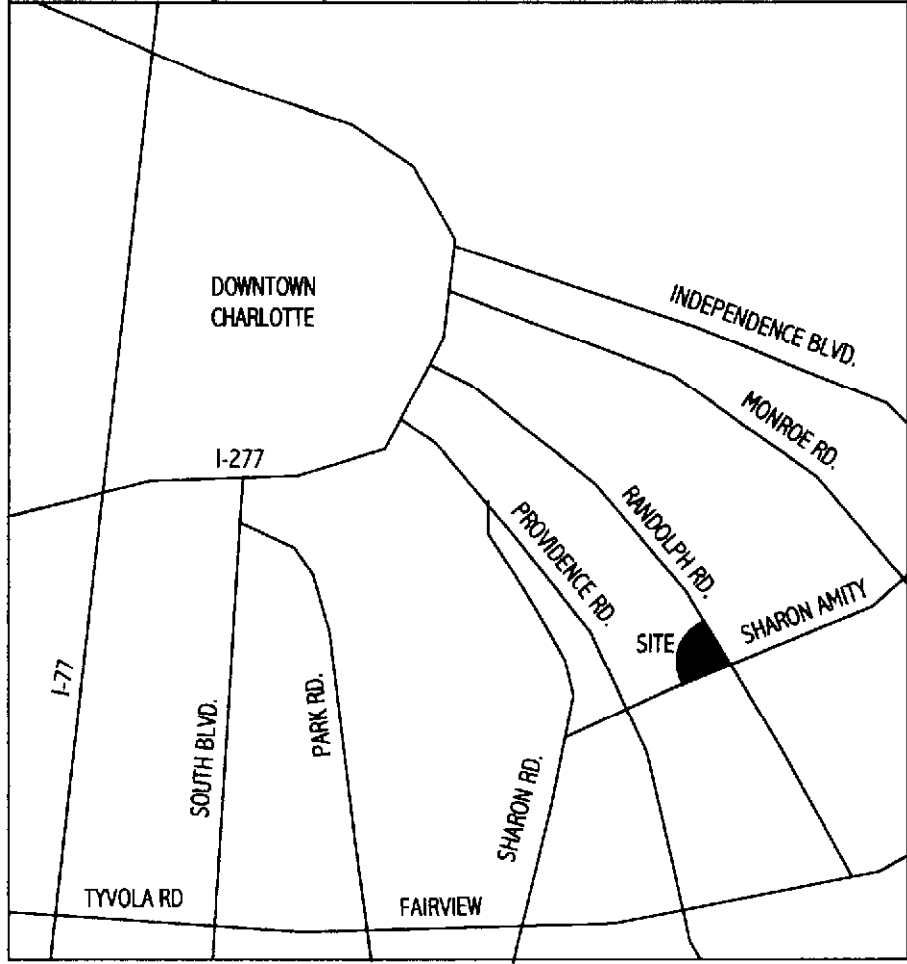 DOWNTOWN
CHARLOTTE
INDEPENDENCE BLVD.
MONROE RD.
I-277
RANDOLPH RD.
PROVIDENCE RD.
SHARON AMITY
SITE
I-77
SOUTH BLVD.
PARK RD.
SHARON RD.
TYVOLA RD
FAIRVIEW